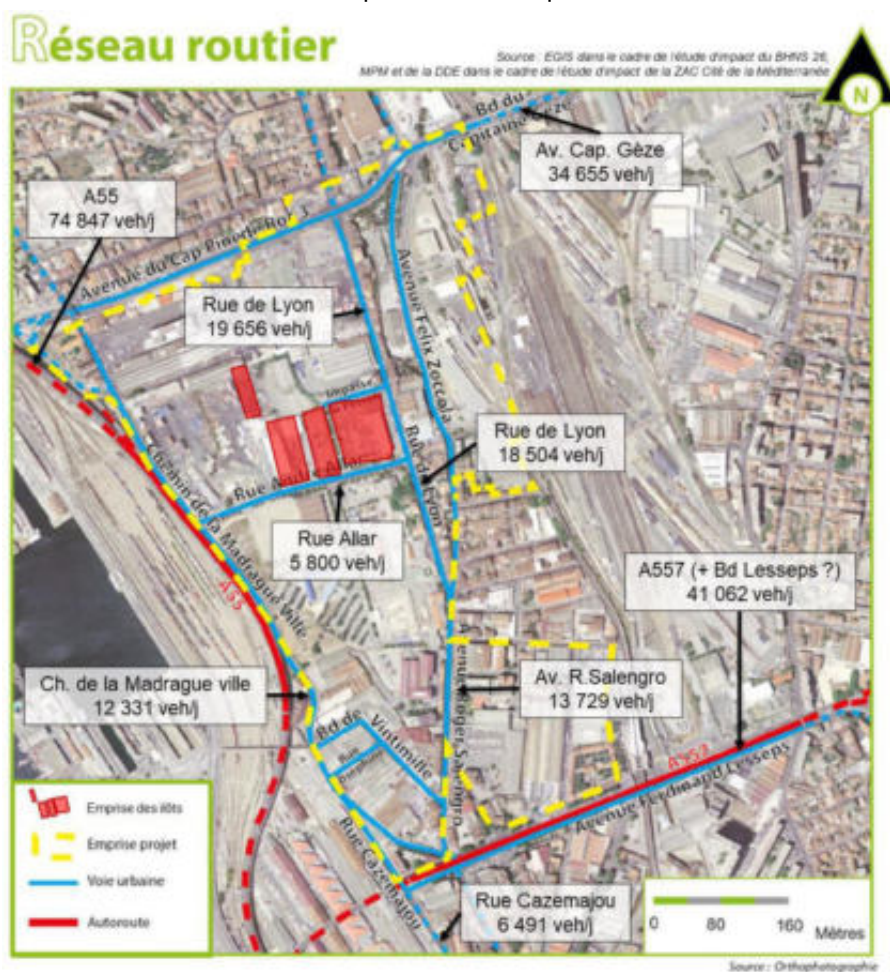 Réseau routier
Source : EGIS dans le cadre de l'étude d'impact du BHNS 26,
MPM et de la DDE dans le cadre de l'étude d'impact de la ZAC Cité de la Méditerranée
N
Bd du
Capitaine Gèze
Av. Cap. Gèze
34 655 veh/j
A55
74 847 veh/j
Avenue du Cap Pinède
Rue de Lyon
19 656 veh/j
Avenue Félix Zoccola
Impasse
Rue de Lyon
18 504 veh/j
Rue de Lyon
Rue André Allar
Rue Allar
5 800 veh/j
Chemin de la Madrague Ville
A55
A557 (+ Bd Lesseps ?)
41 062 veh/j
Ch. de la Madrague ville
12 331 veh/j
Av. R.Salengro
13 729 veh/j
Avenue Roger Salengro
Bd de Vintimille
Rue
A557
Avenue Ferdinand Lesseps
Rue Cazemajou
Rue Cazemajou
6 491 veh/j
Emprise des ilôts
Emprise projet
Voie urbaine
Autoroute
0 80 160 Mètres
Source : Orthophotographie